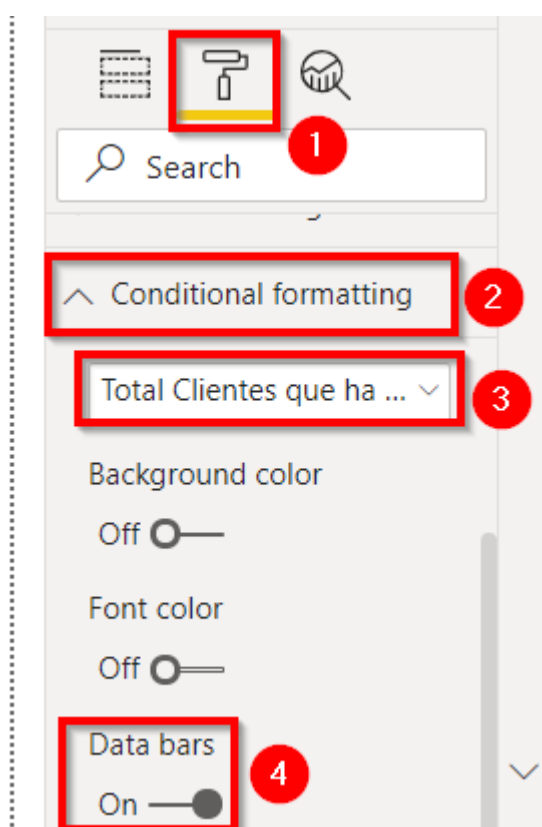 1
Search
Conditional formatting
2
Total Clientes que ha ...
3
Background color
Off
Font color
Off
Data bars
4
On